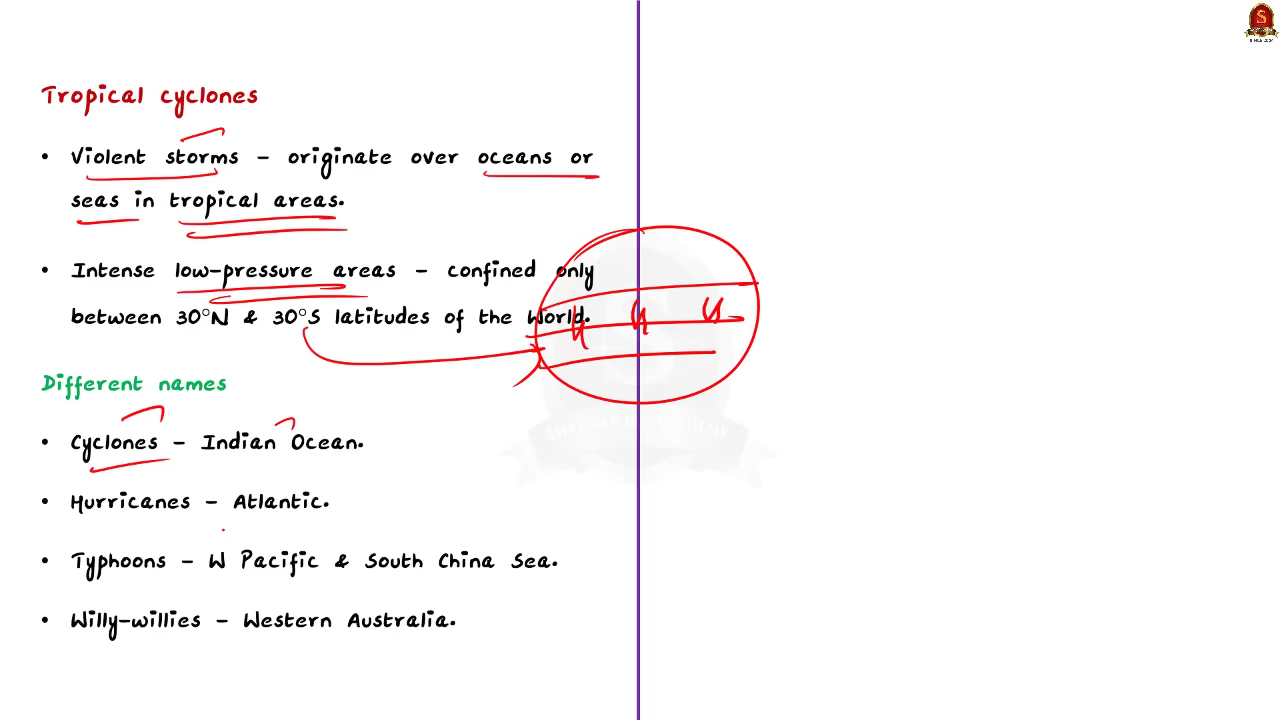 Tropical cyclones
• Violent storms - originate over oceans or
seas in tropical areas.
• Intense low-pressure areas - confined only
between 30°N & 30°S latitudes of the World.
Different names
• Cyclones - Indian Ocean.
• Hurricanes - Atlantic.
• Typhoons - W Pacific & South China Sea.
• Willy-willies - Western Australia.